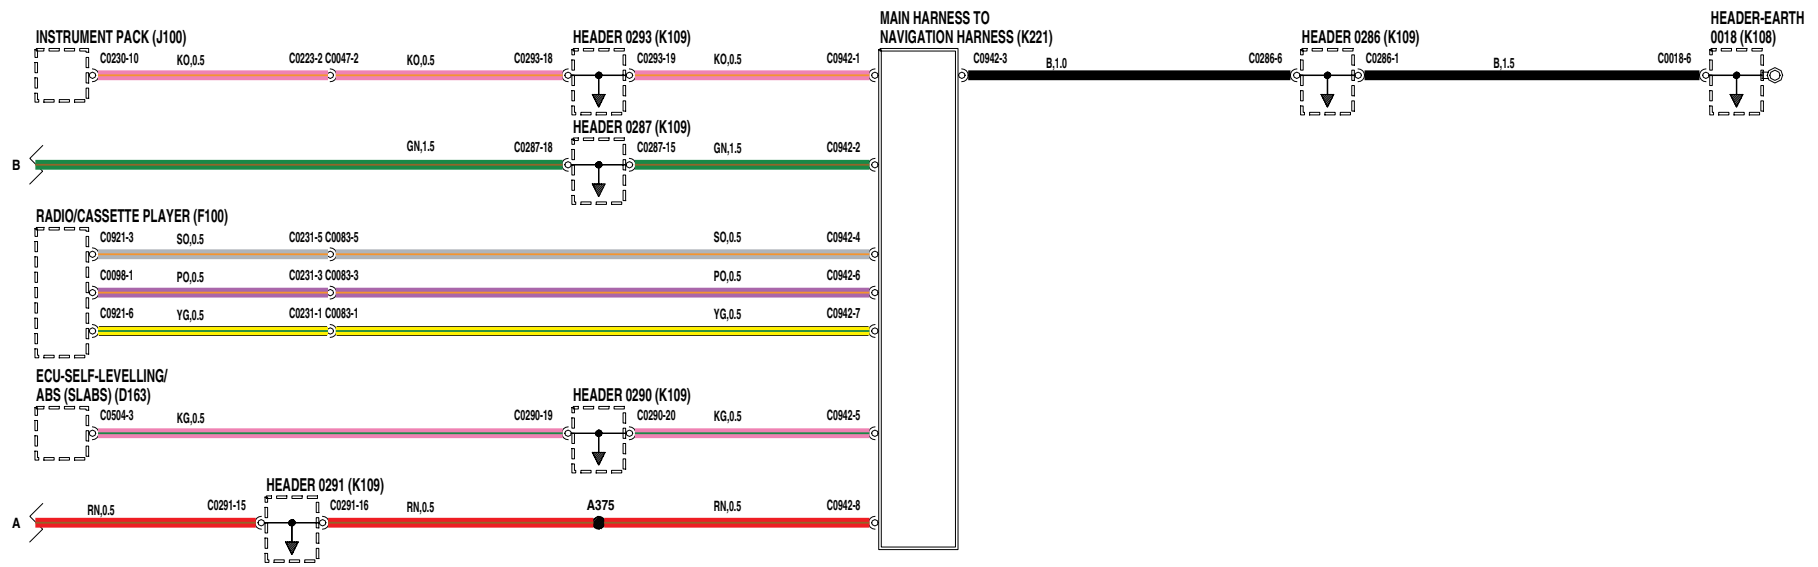 MAIN HARNESS TO
HEADER-EARTH
INSTRUMENT PACK (J100)
HEADER 0293 (K109)
NAVIGATION HARNESS (K221)
HEADER 0286 (K109)
0018 (K108)
C0230-10
KO,0.5
C0223-2 C0047-2
KO,0.5
C0293-18
C0293-19
KO,0.5
C0942-1
C0942-3
B,1.0
C0286-6
C0286-1
B,1.5
C0018-6
HEADER 0287 (K109)
B
GN,1.5
C0287-18
C0287-15
GN,1.5
C0942-2
RADIO/CASSETTE PLAYER (F100)
C0921-3
SO,0.5
C0231-5 C0083-5
SO,0.5
C0942-4
C0098-1
PO,0.5
C0231-3 C0083-3
PO,0.5
C0942-6
C0921-6
YG,0.5
C0231-1 C0083-1
YG,0.5
C0942-7
ECU-SELF-LEVELLING/
ABS (SLABS) (D163)
HEADER 0290 (K109)
C0504-3
KG,0.5
C0290-19
C0290-20
KG,0.5
C0942-5
HEADER 0291 (K109)
A
RN,0.5
C0291-15
C0291-16
RN,0.5
A375
RN,0.5
C0942-8